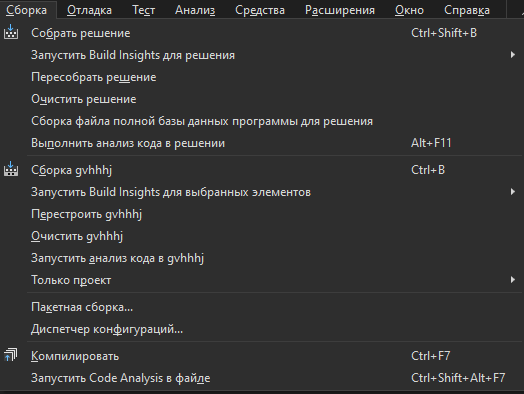 Сборка Отладка Тест Анализ Средства Расширения Окно Справка
Собрать решение Ctrl+Shift+B
Запустить Build Insights для решения
Пересобрать решение
Очистить решение
Сборка файла полной базы данных программы для решения
Выполнить анализ кода в решении Alt+F11
Сборка gvhhhj Ctrl+B
Запустить Build Insights для выбранных элементов
Перестроить gvhhhj
Очистить gvhhhj
Запустить анализ кода в gvhhhj
Только проект
Пакетная сборка...
Диспетчер конфигураций...
Компилировать Ctrl+F7
Запустить Code Analysis в файле Ctrl+Shift+Alt+F7